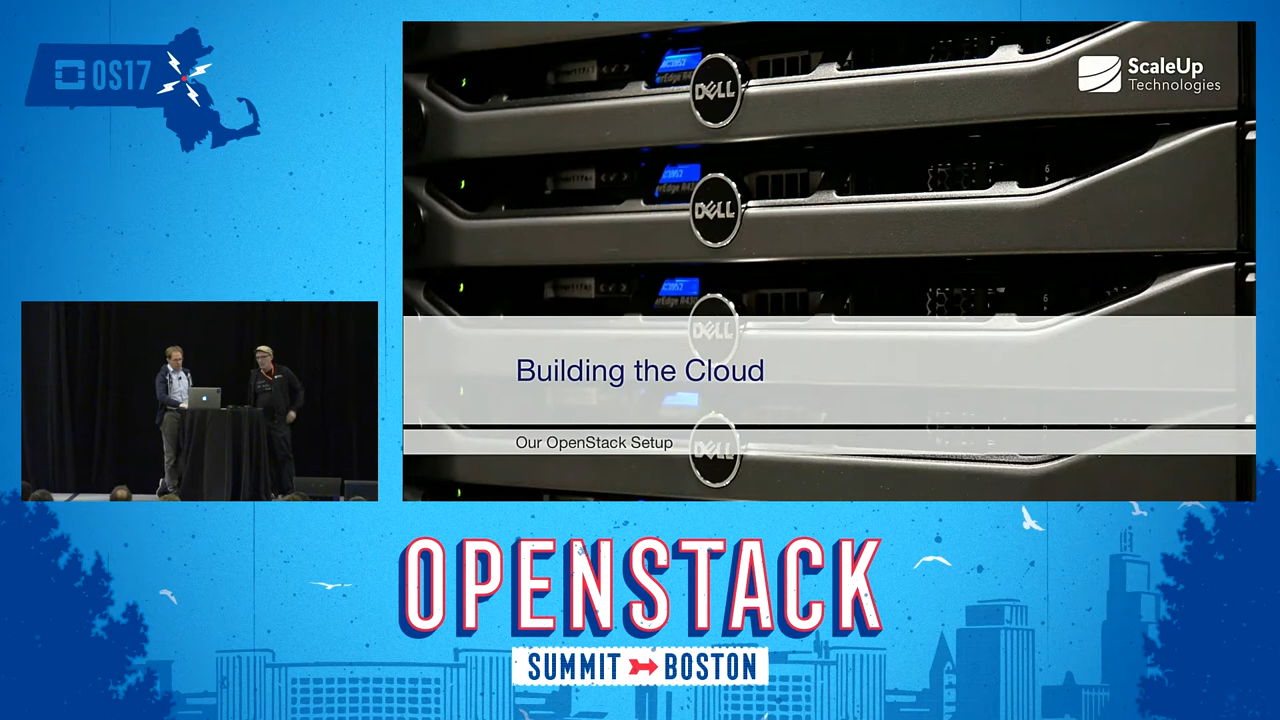 OS17
ScaleUp
Technologies
DELL
DELL
DELL
DELL
Building the Cloud
Our OpenStack Setup
OPENSTACK
SUMMIT BOSTON